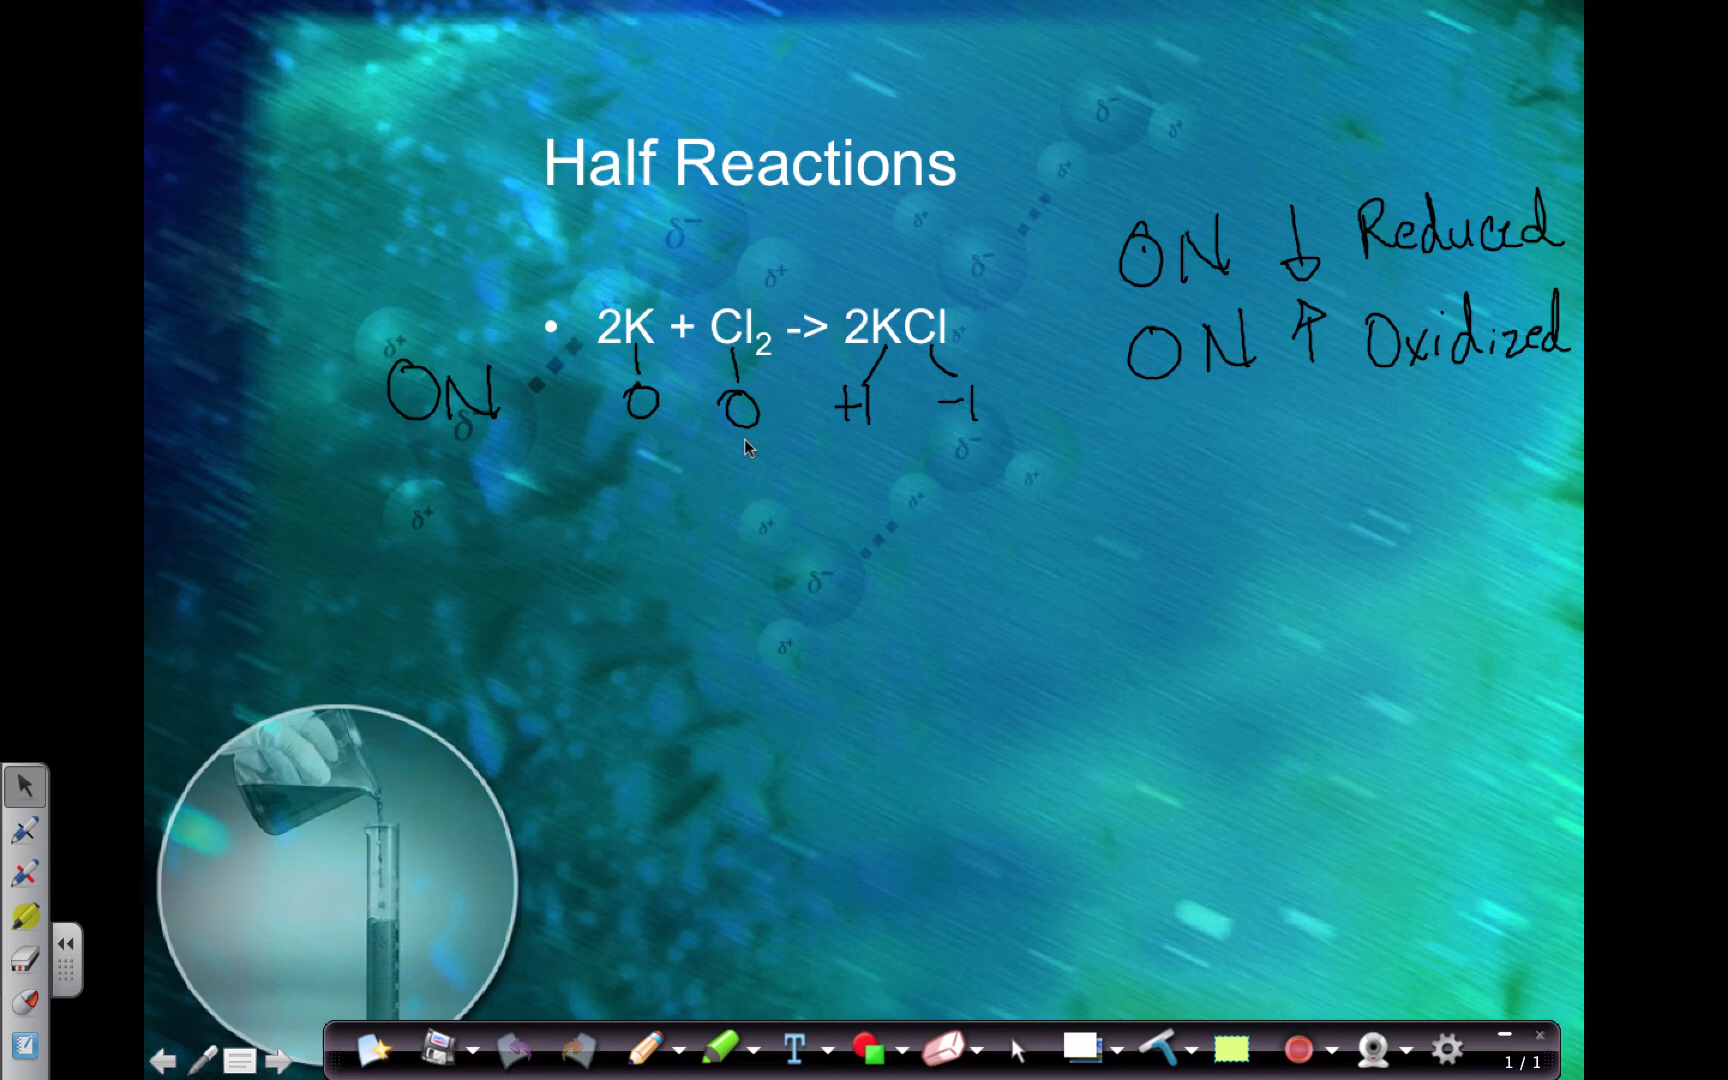 Half Reactions
ON ↓ Reduced
• 2K + Cl₂ -> 2KCl
ON ↑ Oxidized
ON 0 0 +1 -1
δ⁻ δ⁺
δ⁺
δ⁺ δ⁻
δ⁻ δ⁺ δ⁻
δ⁺ δ⁺
δ⁺
δ⁻
δ⁻ δ⁺
δ⁺ δ⁺
δ⁺
δ⁻
δ⁺
T
1 / 1